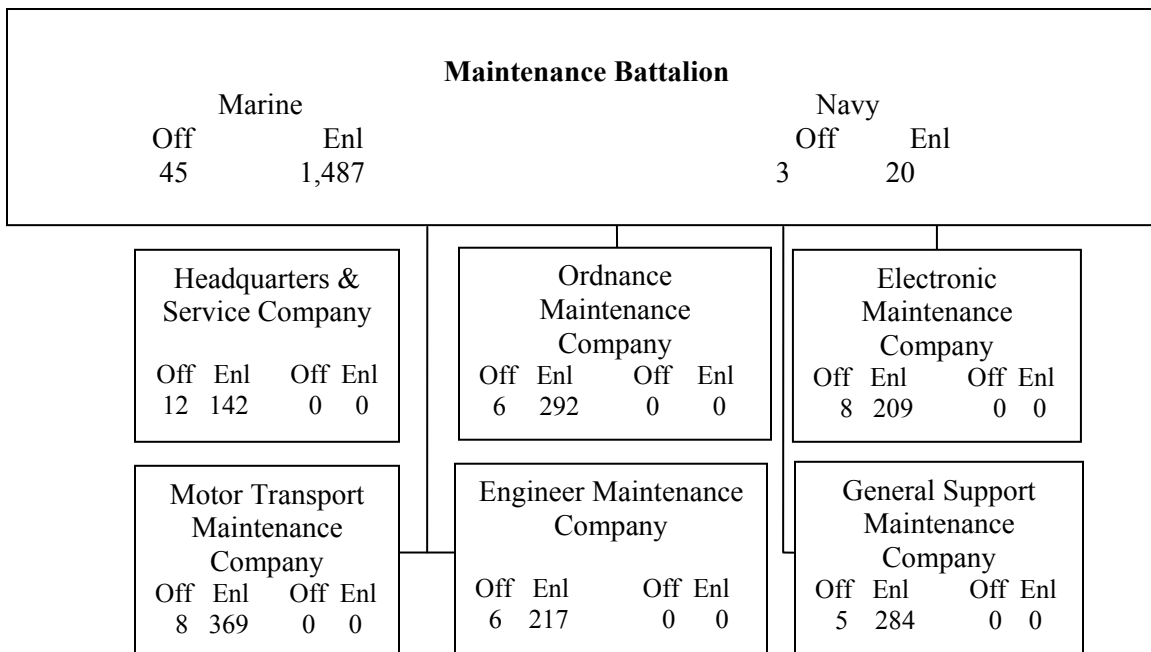 Maintenance Battalion
Marine Navy
Off Enl Off Enl
45 1,487 3 20
Headquarters &
Service Company
Off Enl Off Enl
12 142 0 0
Ordnance
Maintenance
Company
Off Enl Off Enl
6 292 0 0
Electronic
Maintenance
Company
Off Enl Off Enl
8 209 0 0
Motor Transport
Maintenance
Company
Off Enl Off Enl
8 369 0 0
Engineer Maintenance
Company
Off Enl Off Enl
6 217 0 0
General Support
Maintenance
Company
Off Enl Off Enl
5 284 0 0